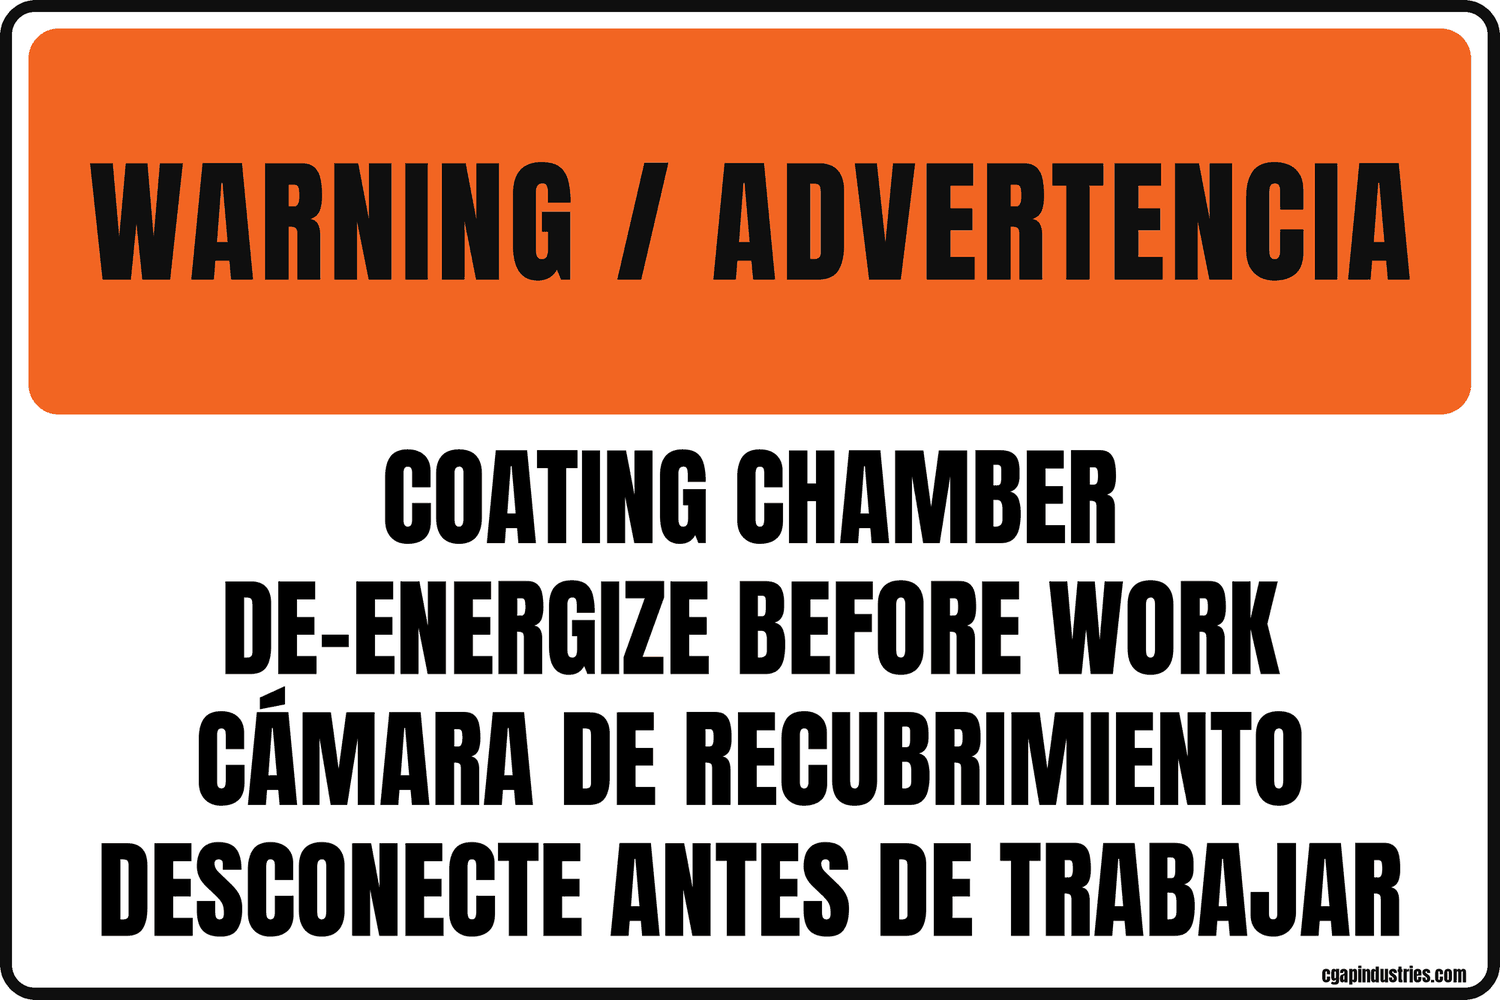 WARNING / ADVERTENCIA
COATING CHAMBER
DE-ENERGIZE BEFORE WORK
CÁMARA DE RECUBRIMIENTO
DESCONECTE ANTES DE TRABAJAR
cgapindustries.com